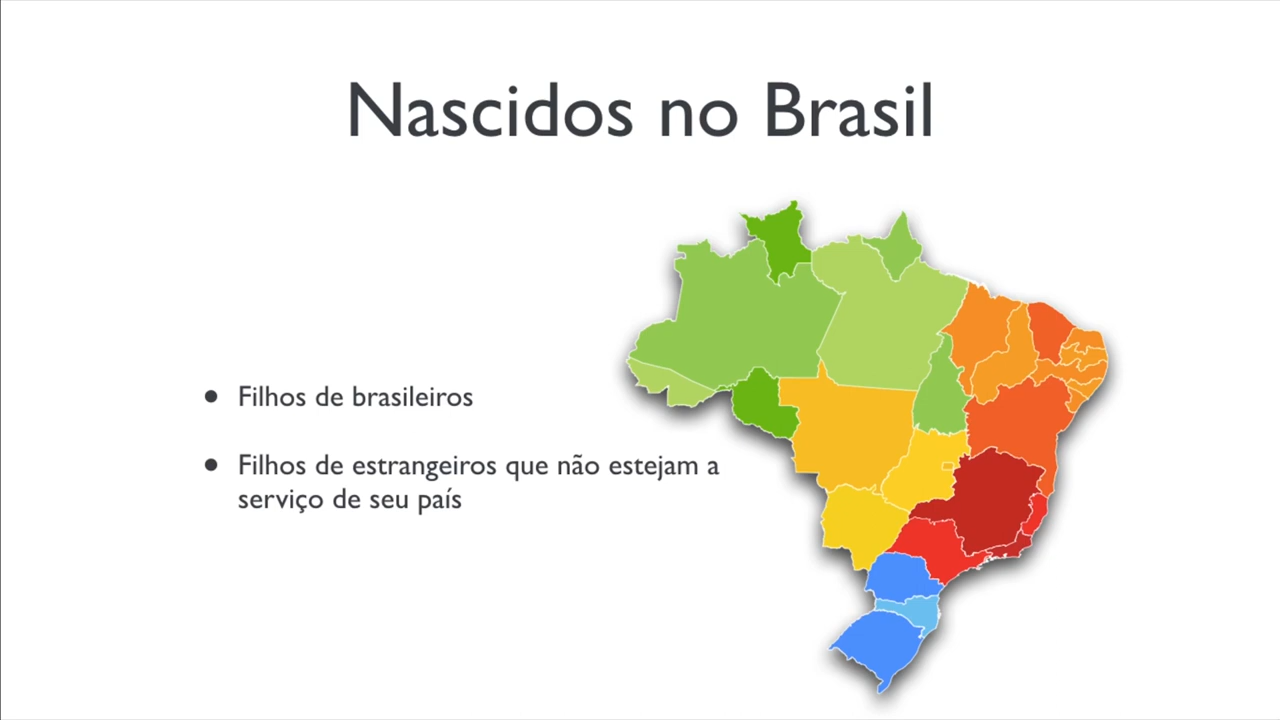 Nascidos no Brasil
• Filhos de brasileiros
• Filhos de estrangeiros que não estejam a
serviço de seu país